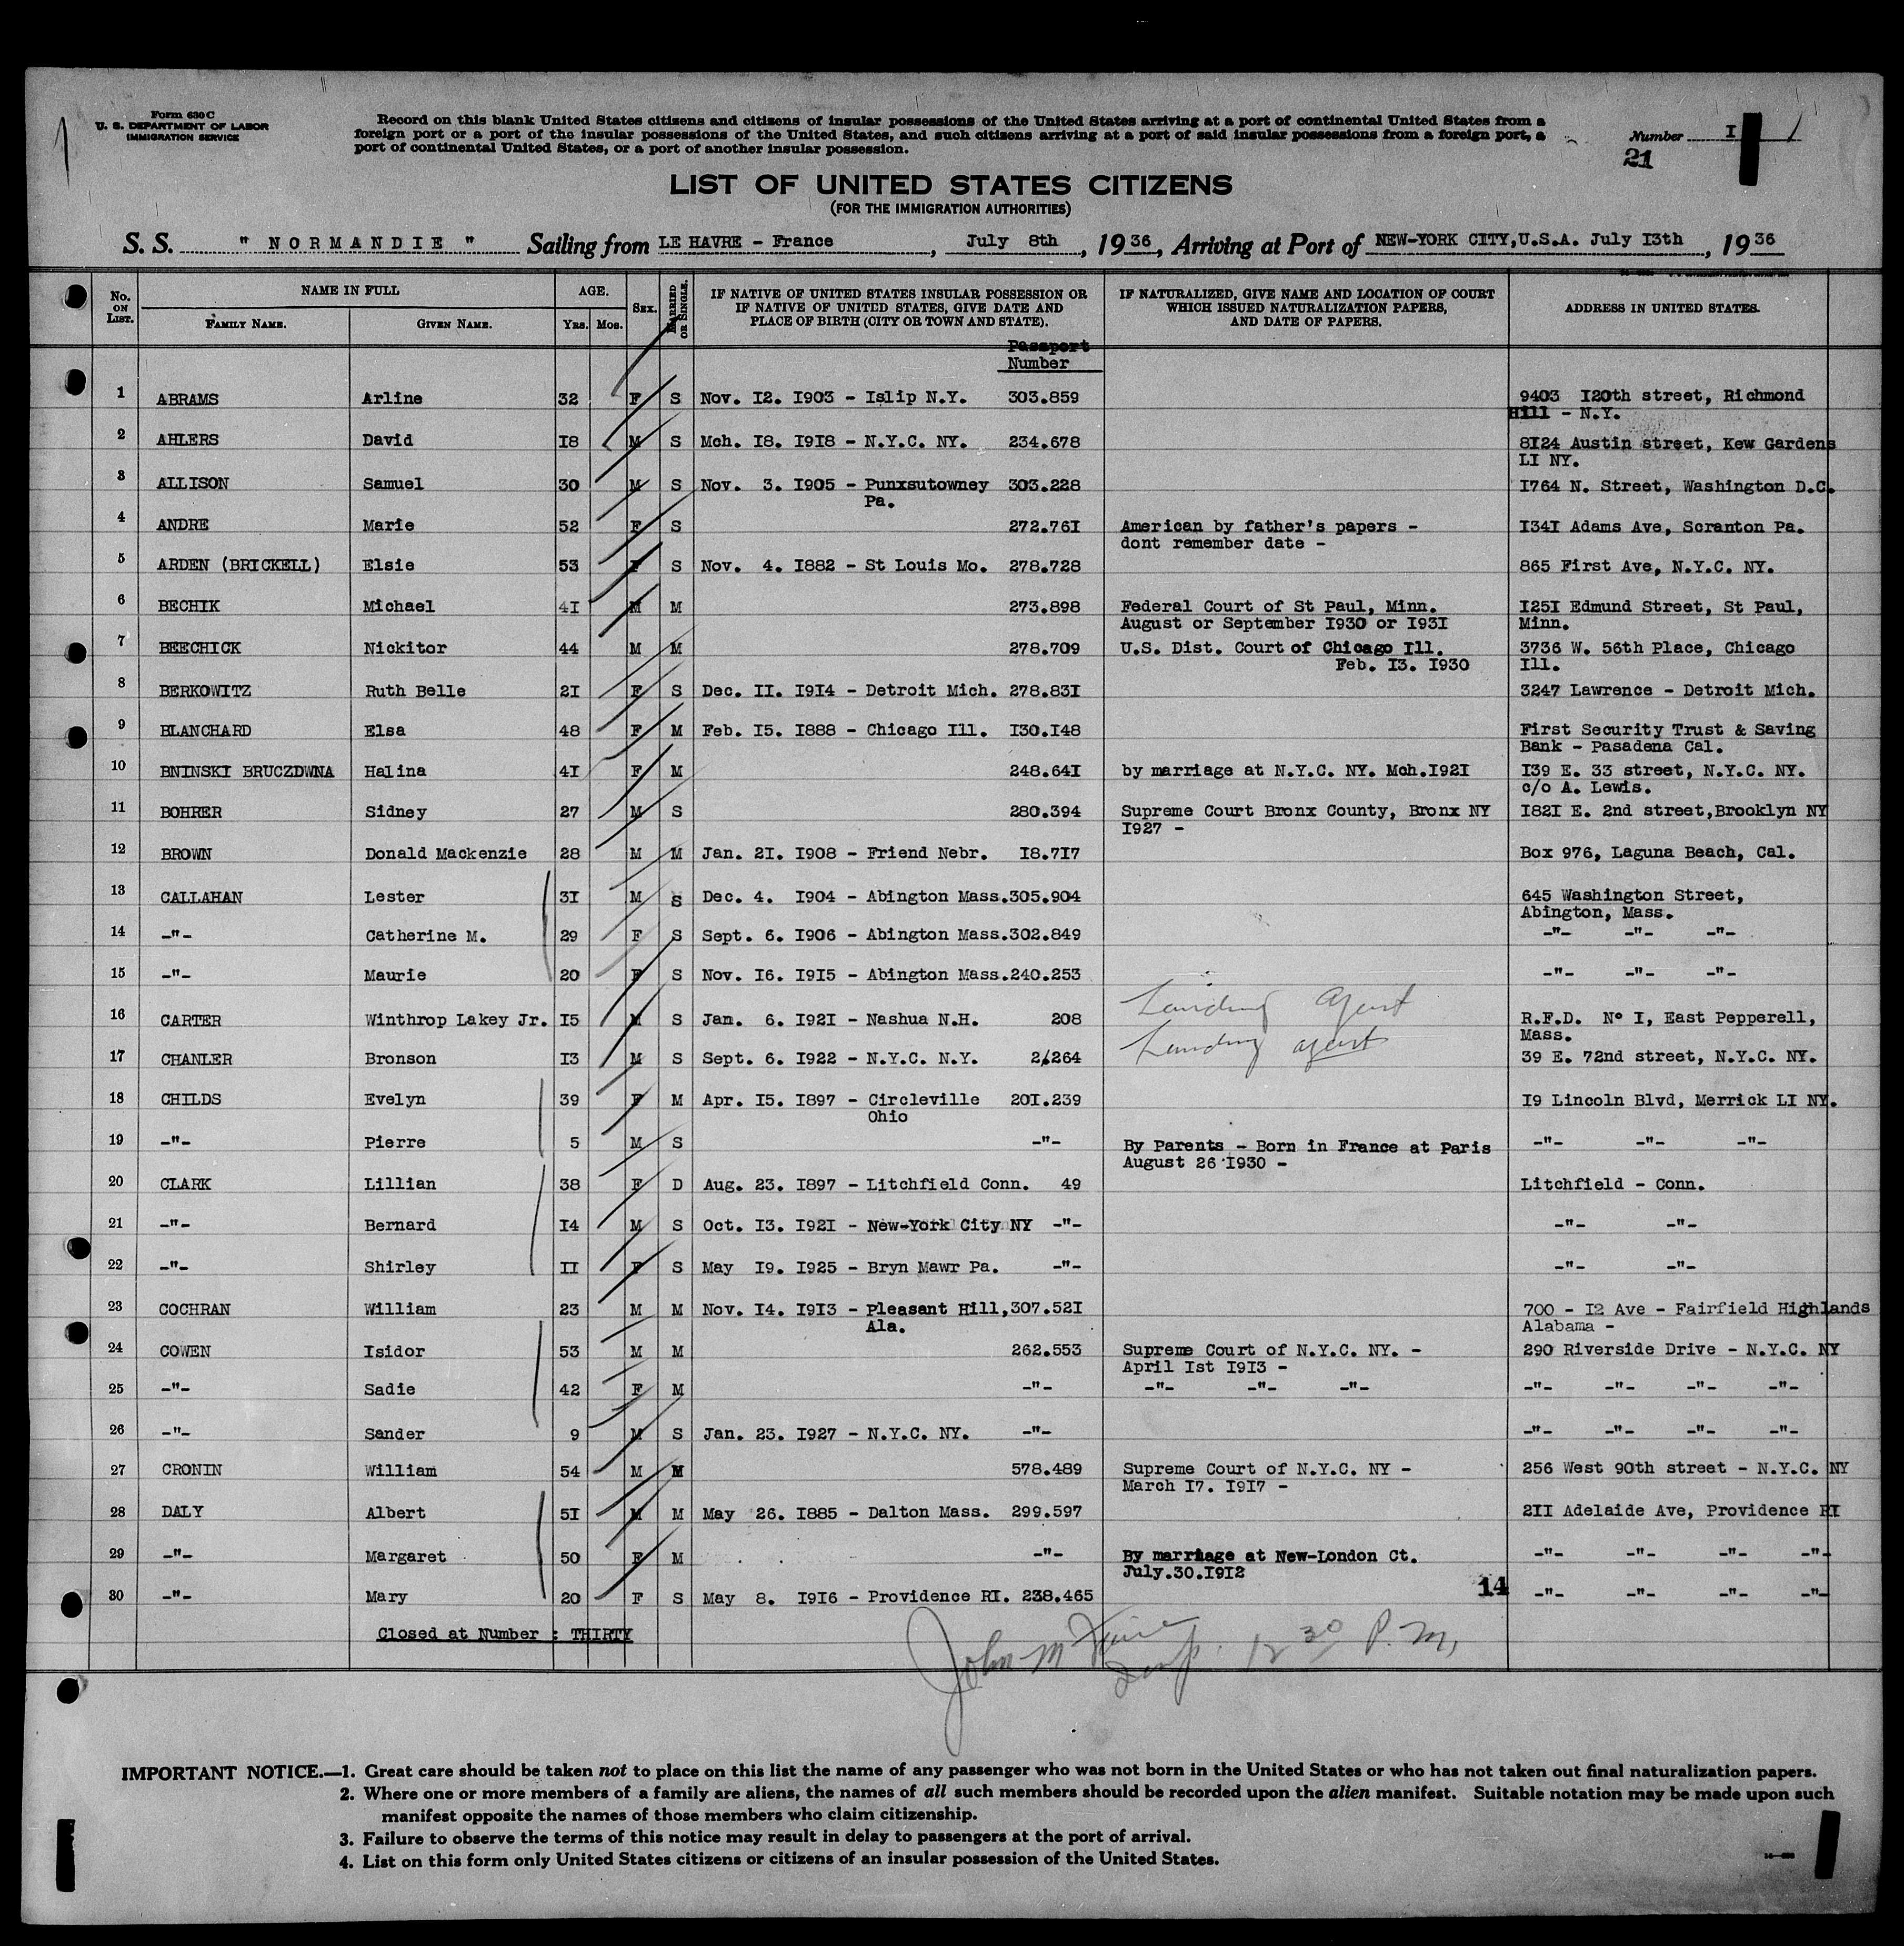 Form 630 C
U. S. DEPARTMENT OF LABOR
IMMIGRATION SERVICE
Record on this blank United States citizens and citizens of insular possessions of the United States arriving at a port of continental United States from a
foreign port or a port of the insular possessions of the United States, and such citizens arriving at a port of said insular possessions from a foreign port, a
port of continental United States, or a port of another insular possession.
Number I
21
LIST OF UNITED STATES CITIZENS
(FOR THE IMMIGRATION AUTHORITIES)
S. S. " NORMANDIE " Sailing from LE HAVRE - France, July 8th, 1936, Arriving at Port of NEW-YORK CITY,U.S.A. July I3th, 1936
No. ON LIST. NAME IN FULL FAMILY NAME. GIVEN NAME. AGE. Yrs. Mos. SEX. MARRIED OR SINGLE. IF NATIVE OF UNITED STATES INSULAR POSSESSION OR IF NATIVE OF UNITED STATES, GIVE DATE AND PLACE OF BIRTH (CITY OR TOWN AND STATE). IF NATURALIZED, GIVE NAME AND LOCATION OF COURT WHICH ISSUED NATURALIZATION PAPERS, AND DATE OF PAPERS. ADDRESS IN UNITED STATES.
Passport
Number
1 ABRAMS Arline 32 F S Nov. I2. I903 - Islip N.Y. 303.859 9403 I20th street, Richmond
Hill - N.Y.
2 AHLERS David I8 M S Mch. I8. I9I8 - N.Y.C. NY. 234.678 8I24 Austin street, Kew Gardens
LI NY.
3 ALLISON Samuel 30 M S Nov. 3. I905 - Punxsutowney 303.228 I764 N. Street, Washington D.C.
Pa.
4 ANDRE Marie 52 F S 272.76I American by father's papers - I34I Adams Ave, Scranton Pa.
dont remember date -
5 ARDEN (BRICKELL) Elsie 53 F S Nov. 4. I882 - St Louis Mo. 278.728 865 First Ave, N.Y.C. NY.
6 BECHIK Michael 4I M M 273.898 Federal Court of St Paul, Minn. I25I Edmund Street, St Paul,
August or September I930 or I93I Minn.
7 BEECHICK Nickitor 44 M M 278.709 U.S. Dist. Court of Chicago Ill. 3736 W. 56th Place, Chicago
Feb. I3. I930 Ill.
8 BERKOWITZ Ruth Belle 2I F S Dec. II. I9I4 - Detroit Mich. 278.83I 3247 Lawrence - Detroit Mich.
9 BLANCHARD Elsa 48 F M Feb. I5. I888 - Chicago Ill. I30.I48 First Security Trust & Saving
Bank - Pasadena Cal.
10 BNINSKI BRUCZDWNA Halina 4I F M 248.64I by marriage at N.Y.C. NY. Mch.I92I I39 E. 33 street, N.Y.C. NY.
c/o A. Lewis.
11 BOHRER Sidney 27 M S 280.394 Supreme Court Bronx County, Bronx NY I82I E. 2nd street,Brooklyn NY
I927 -
12 BROWN Donald Mackenzie 28 M M Jan. 2I. I908 - Friend Nebr. I8.7I7 Box 976, Laguna Beach, Cal.
13 CALLAHAN Lester 3I M S Dec. 4. I904 - Abington Mass.305.904 645 Washington Street,
Abington, Mass.
14 -"- Catherine M. 29 F S Sept. 6. I906 - Abington Mass.302.849 -"- -"- -"-
15 -"- Maurie 20 F S Nov. I6. I9I5 - Abington Mass.240.253 -"- -"- -"-
16 CARTER Winthrop Lakey Jr. I5 M S Jan. 6. I92I - Nashua N.H. 208 Landing agent R.F.D. Nº I, East Pepperell,
Mass.
17 CHANLER Bronson I3 M S Sept. 6. I922 - N.Y.C. N.Y. 2/264 Landing agent 39 E. 72nd street, N.Y.C. NY.
18 CHILDS Evelyn 39 F M Apr. I5. I897 - Circleville 20I.239 I9 Lincoln Blvd, Merrick LI NY.
Ohio
19 -"- Pierre 5 M S -"- By Parents - Born in France at Paris -"- -"- -"-
August 26 I930 -
20 CLARK Lillian 38 F D Aug. 23. I897 - Litchfield Conn. 49 Litchfield - Conn.
21 -"- Bernard I4 M S Oct. I3. I92I - New-York City NY -"- -"- -"-
22 -"- Shirley II F S May I9. I925 - Bryn Mawr Pa. -"- -"- -"-
23 COCHRAN William 23 M M Nov. I4. I9I3 - Pleasant Hill,307.52I 700 - I2 Ave - Fairfield Highlands
Ala. Alabama -
24 COWEN Isidor 53 M M 262.553 Supreme Court of N.Y.C. NY. - 290 Riverside Drive - N.Y.C. NY
April Ist I9I3 -
25 -"- Sadie 42 F M -"- -"- -"- -"- -"- -"- -"- -"-
26 -"- Sander 9 M S Jan. 23. I927 - N.Y.C. NY. -"- -"- -"- -"- -"-
27 CRONIN William 54 M M 578.489 Supreme Court of N.Y.C. NY - 256 West 90th street - N.Y.C. NY
March I7. I9I7 -
28 DALY Albert 5I M M May 26. I885 - Dalton Mass. 299.597 2II Adelaide Ave, Providence RI
29 -"- Margaret 50 F M -"- By marriage at New-London Ct. -"- -"- -"- -"-
July.30.I9I2
30 -"- Mary 20 F S May 8. I9I6 - Providence RI. 238.465 14 -"- -"- -"- -"-
Closed at Number : THIRTY
John M 12 30 P.M.
IMPORTANT NOTICE.—1. Great care should be taken not to place on this list the name of any passenger who was not born in the United States or who has not taken out final naturalization papers.
2. Where one or more members of a family are aliens, the names of all such members should be recorded upon the alien manifest. Suitable notation may be made upon such
manifest opposite the names of those members who claim citizenship.
3. Failure to observe the terms of this notice may result in delay to passengers at the port of arrival.
4. List on this form only United States citizens or citizens of an insular possession of the United States.